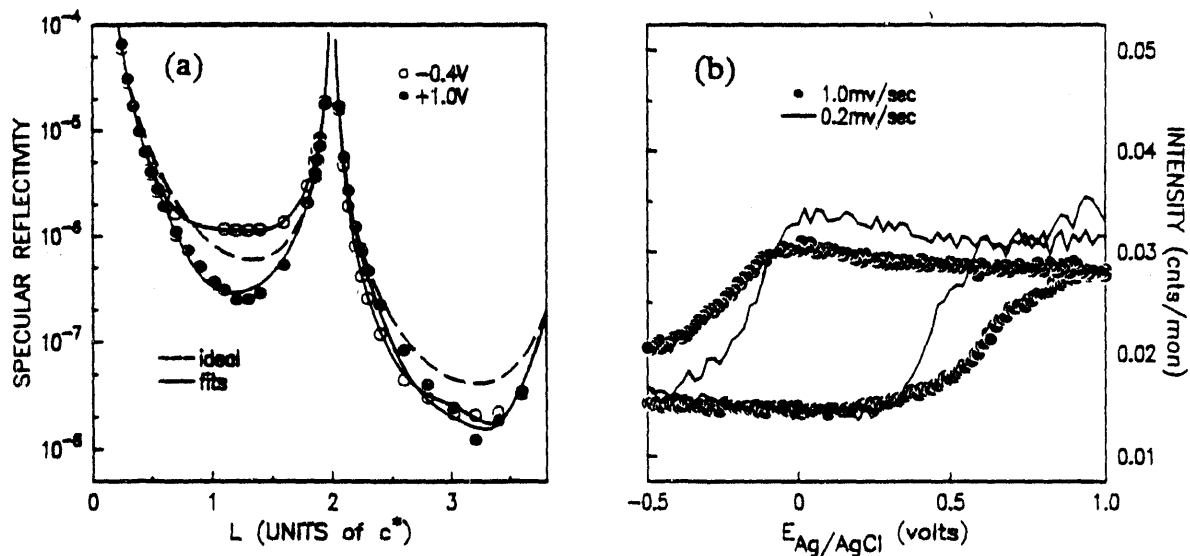 (a)
○ −0.4V
● +1.0V
ideal
fits
SPECULAR REFLECTIVITY
10⁻⁴
10⁻⁵
10⁻⁶
10⁻⁷
10⁻⁸
0 1 2 3
L (UNITS of c*)
(b)
● 1.0mv/sec
0.2mv/sec
0.05
0.04
0.03
0.02
0.01
INTENSITY (cnts/mon)
−0.5 0 0.5 1.0
E_Ag/AgCl (volts)